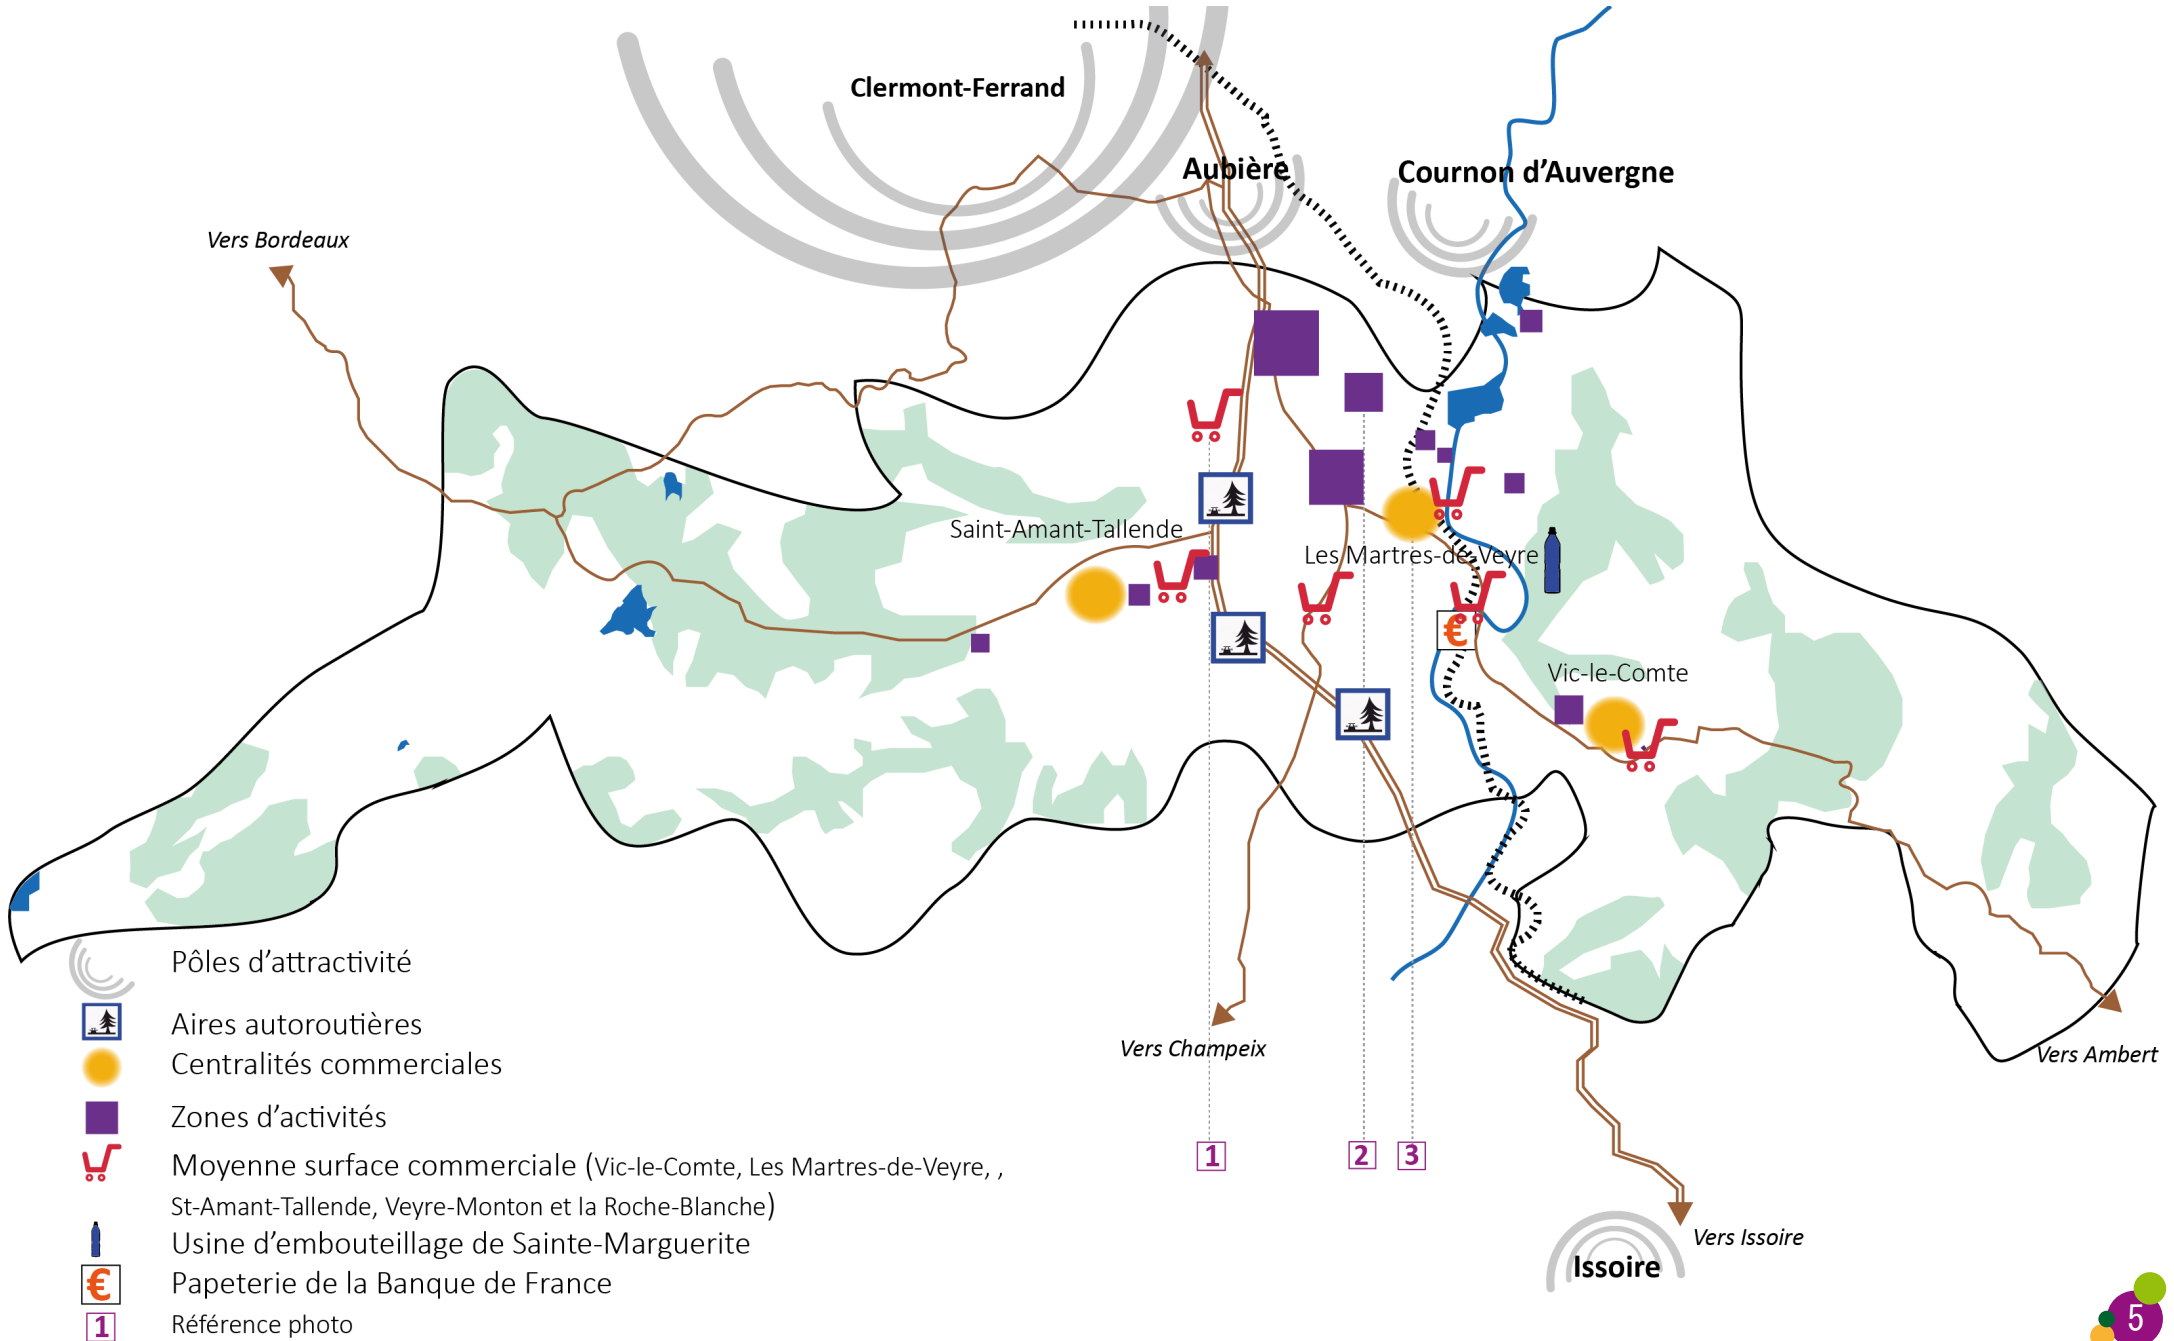 Clermont-Ferrand
Aubière
Cournon d'Auvergne
Vers Bordeaux
Saint-Amant-Tallende
Les Martres-de-Veyre
€
Vic-le-Comte
Pôles d'attractivité
Aires autoroutières
Vers Champeix
Vers Ambert
Centralités commerciales
Zones d'activités
1
2
3
Moyenne surface commerciale (Vic-le-Comte, Les Martres-de-Veyre, ,
St-Amant-Tallende, Veyre-Monton et la Roche-Blanche)
Usine d'embouteillage de Sainte-Marguerite
Vers Issoire
Issoire
€ Papeterie de la Banque de France
1 Référence photo
5